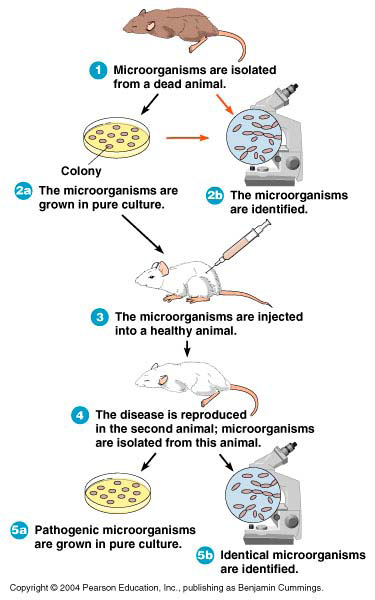 1 Microorganisms are isolated
from a dead animal.
Colony
2a The microorganisms are
grown in pure culture.
2b The microorganisms
are identified.
3 The microorganisms are injected
into a healthy animal.
4 The disease is reproduced
in the second animal; microorganisms
are isolated from this animal.
5a Pathogenic microorganisms
are grown in pure culture.
5b Identical microorganisms
are identified.
Copyright © 2004 Pearson Education, Inc., publishing as Benjamin Cummings.